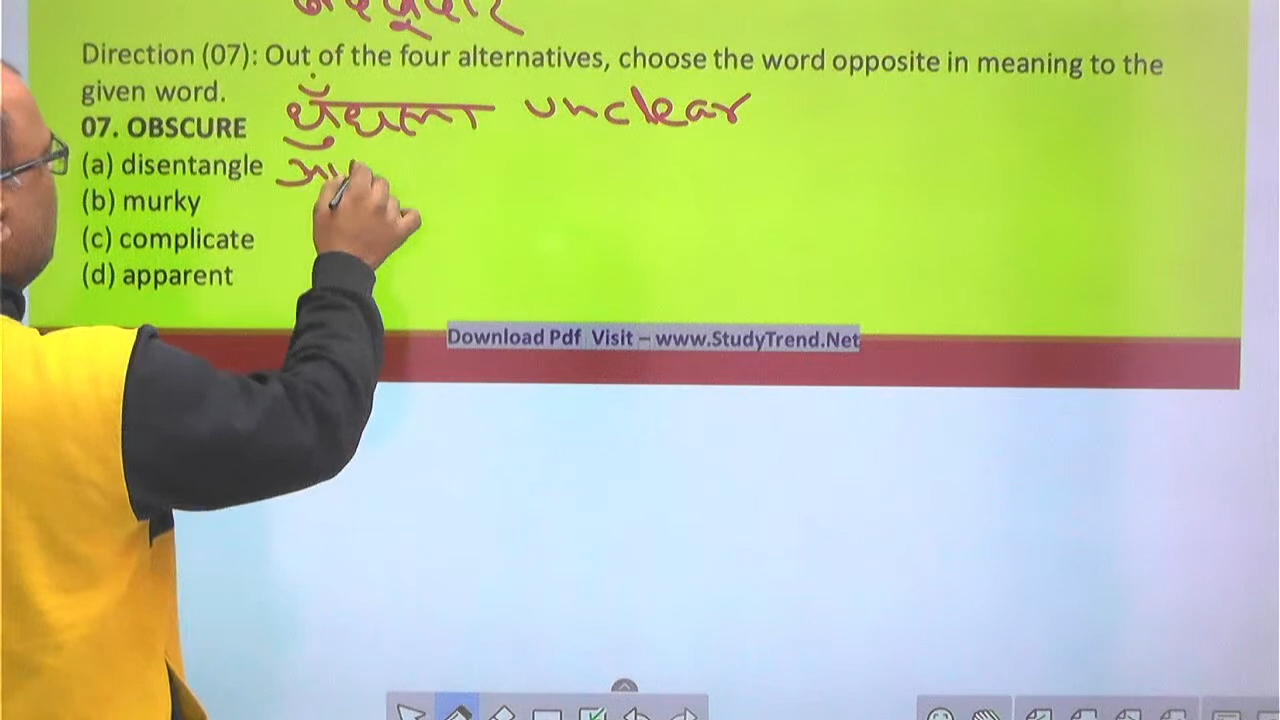 Direction (07): Out of the four alternatives, choose the word opposite in meaning to the
given word.
07. OBSCURE धुँधला unclear
(a) disentangle
(b) murky
(c) complicate
(d) apparent
Download Pdf Visit – www.StudyTrend.Net